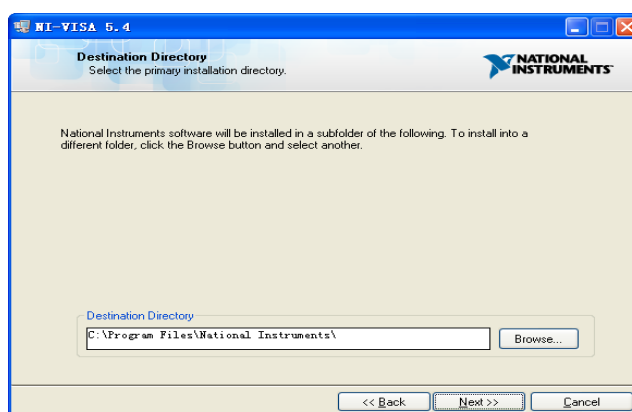 NI-VISA 5.4
Destination Directory
Select the primary installation directory.
NATIONAL
INSTRUMENTS
National Instruments software will be installed in a subfolder of the following. To install into a
different folder, click the Browse button and select another.
Destination Directory
C:\Program Files\National Instruments\
Browse...
<< Back
Next >>
Cancel